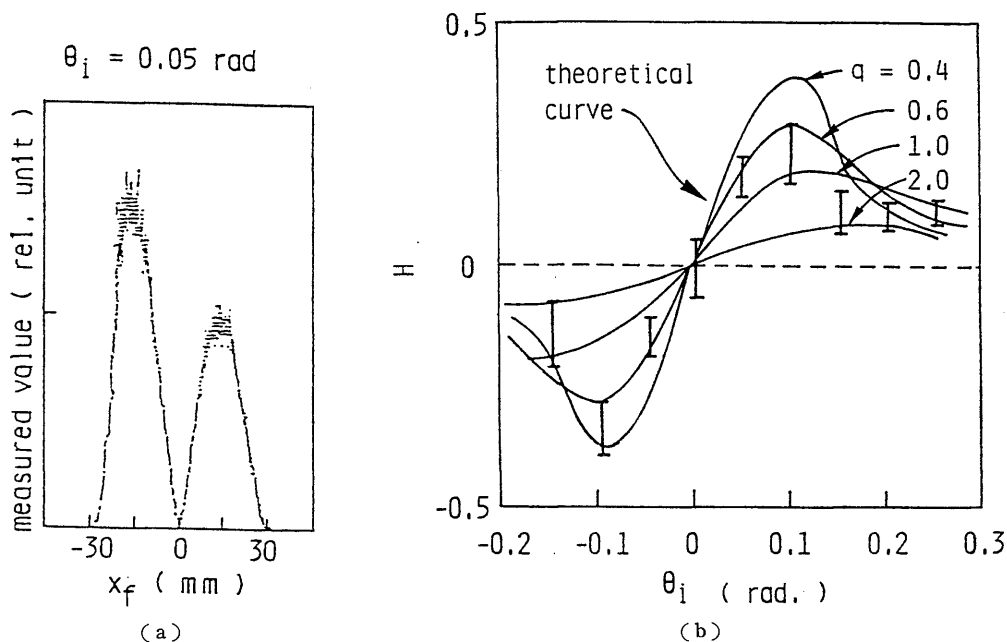 θi = 0.05 rad
measured value ( rel. unit )
-30 0 30
xf ( mm )
( a )
0.5
0
-0.5
H
theoretical
curve
q = 0.4
0.6
1.0
2.0
-0.2 -0.1 0 0.1 0.2 0.3
θi ( rad. )
( b )